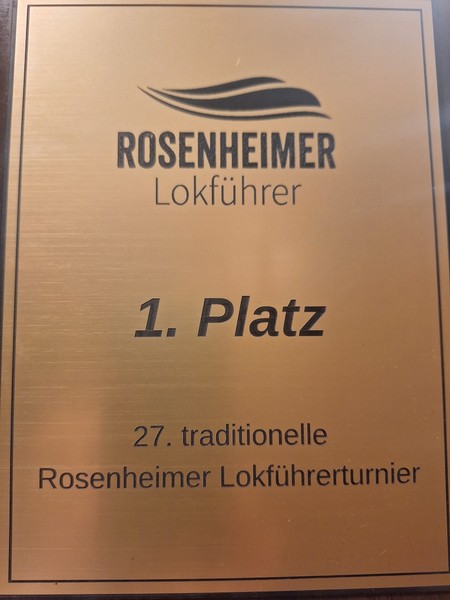 ROSENHEIMER
Lokführer
1. Platz
27. traditionelle
Rosenheimer Lokführerturnier